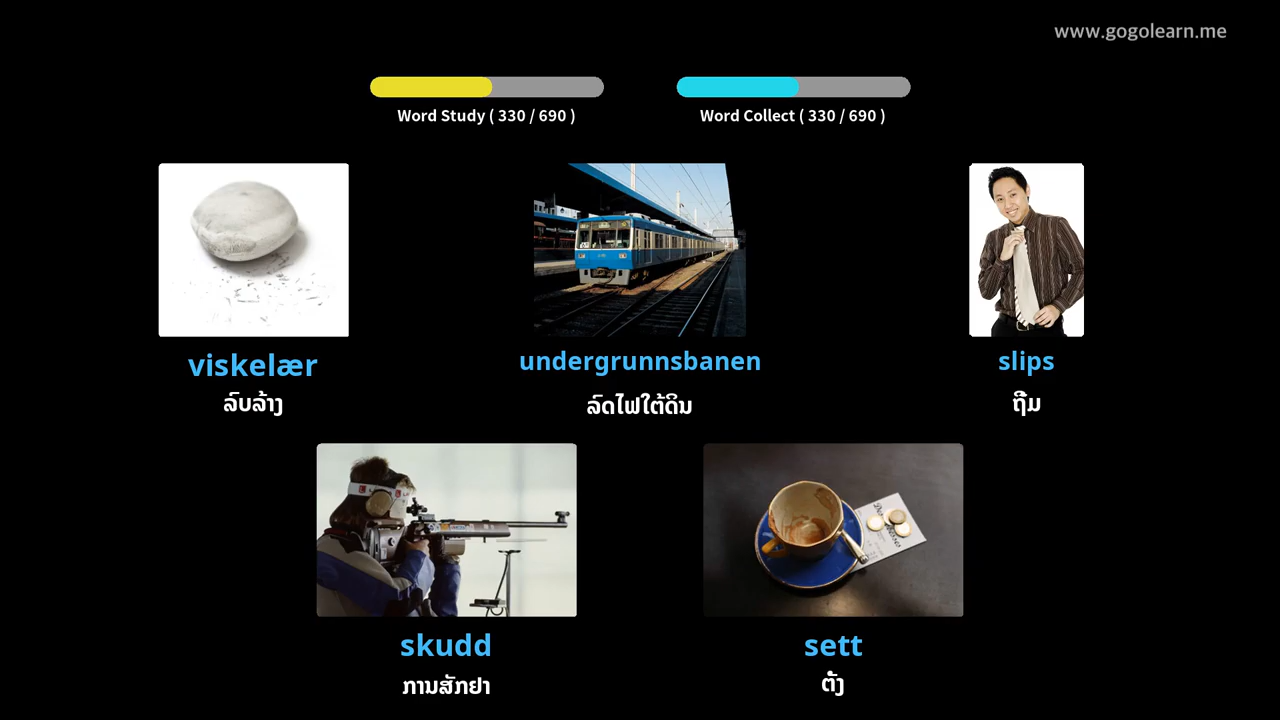 www.gogolearn.me
Word Study ( 330 / 690 )
Word Collect ( 330 / 690 )
viskelær
ລົບລ້າງ
undergrunnsbanen
ລົດໄຟໃຕ້ດິນ
slips
ຖີ້ມ
skudd
ການສັກຢາ
sett
ຕັ້ງ